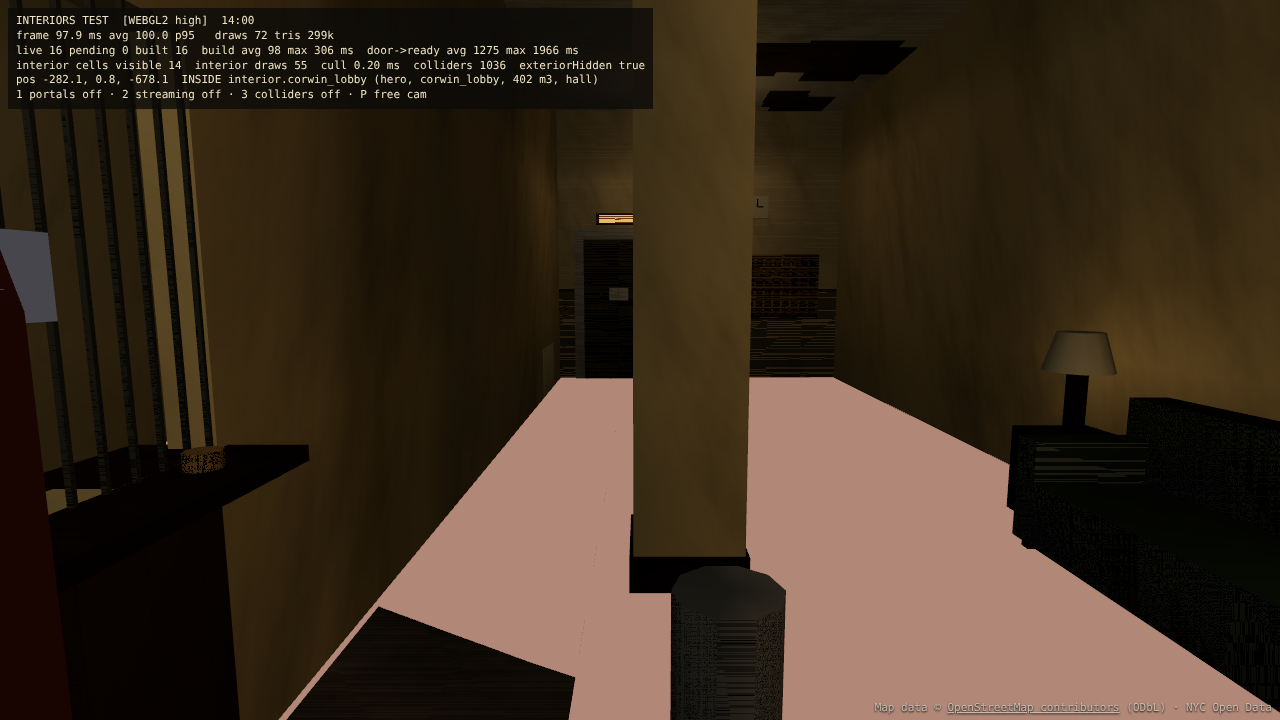 INTERIORS TEST  [WEBGL2 high]  14:00
frame 97.9 ms avg 100.0 p95   draws 72 tris 299k
live 16 pending 0 built 16  build avg 98 max 306 ms  door->ready avg 1275 max 1966 ms
interior cells visible 14  interior draws 55  cull 0.20 ms  colliders 1036  exteriorHidden true
pos -282.1, 0.8, -678.1  INSIDE interior.corwin_lobby (hero, corwin_lobby, 402 m3, hall)
1 portals off · 2 streaming off · 3 colliders off · P free cam
L
Map data © OpenStreetMap contributors (ODbL) · NYC Open Data